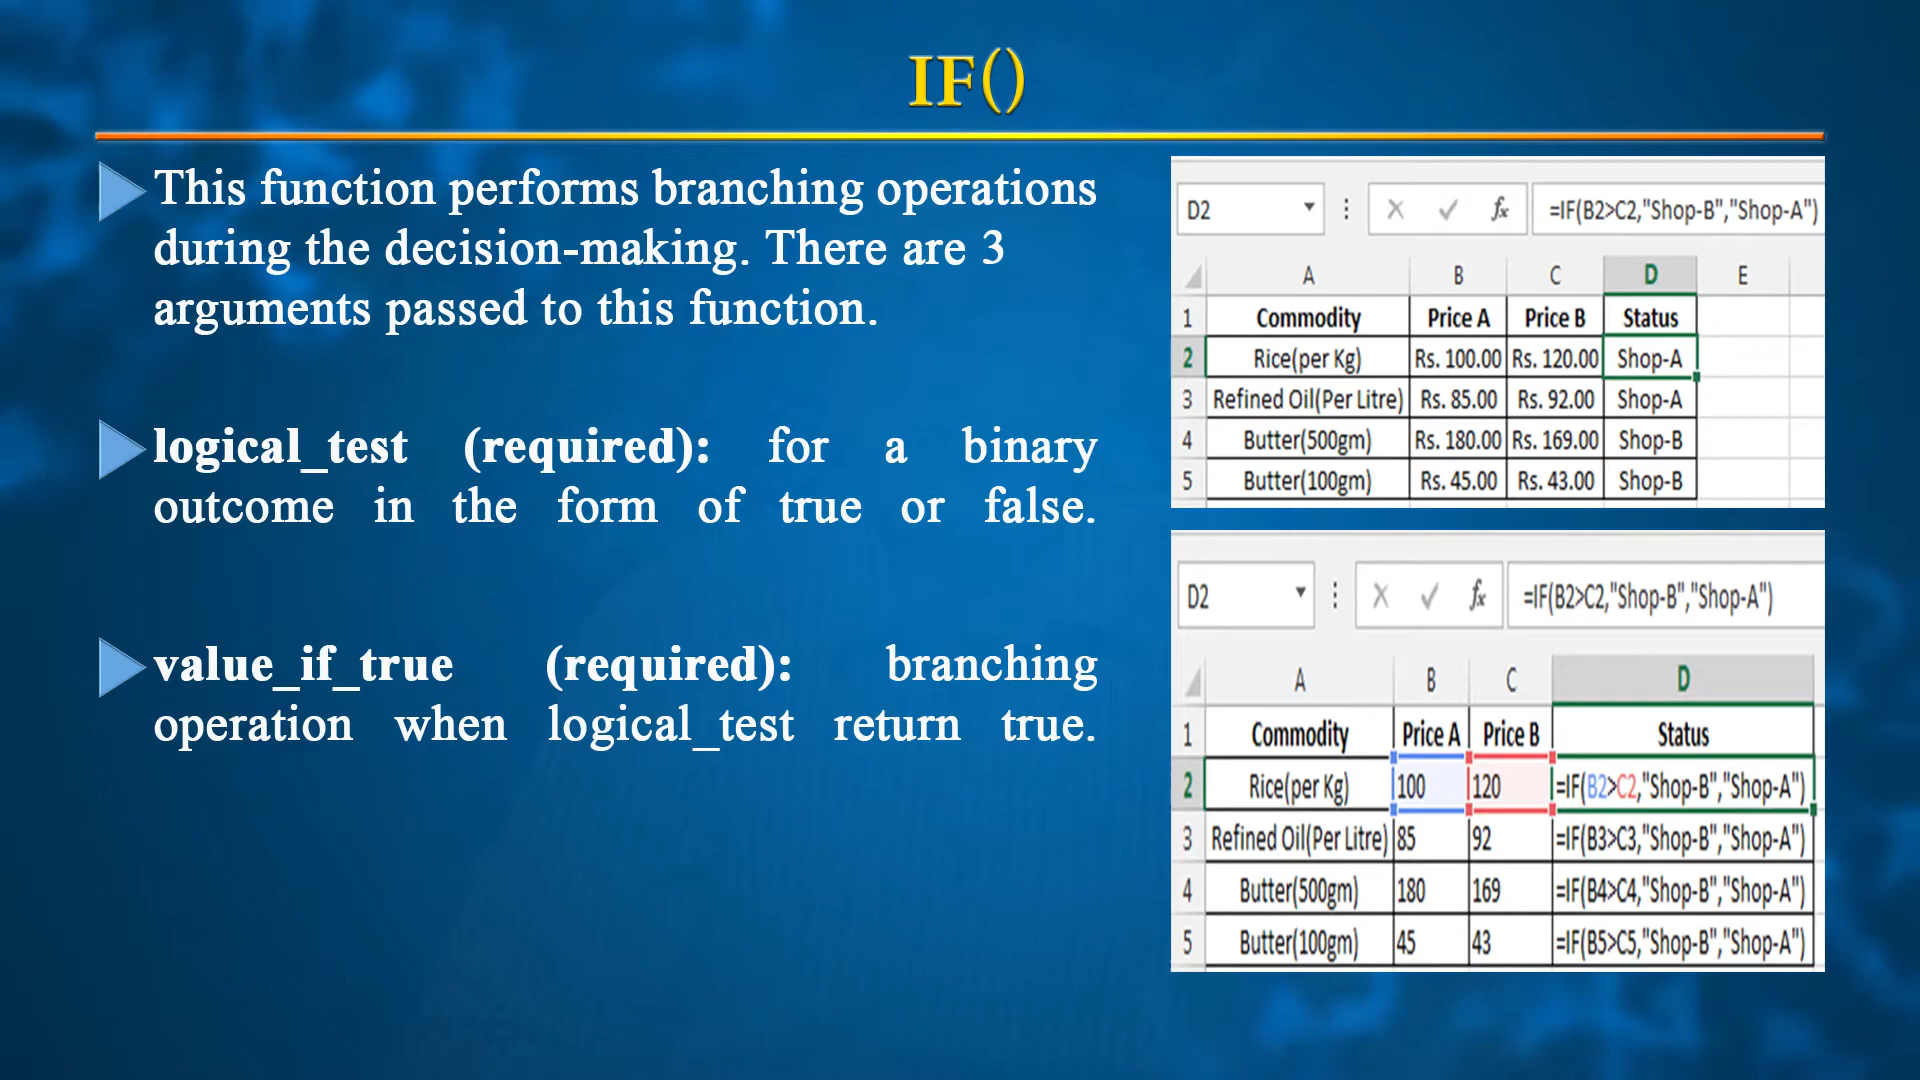 IF()
This function performs branching operations
during the decision-making. There are 3
arguments passed to this function.
logical_test (required): for a binary
outcome in the form of true or false.
value_if_true (required): branching
operation when logical_test return true.
D2 fx =IF(B2>C2,"Shop-B","Shop-A")
A B C D E
1 Commodity Price A Price B Status
2 Rice(per Kg) Rs. 100.00 Rs. 120.00 Shop-A
3 Refined Oil(Per Litre) Rs. 85.00 Rs. 92.00 Shop-A
4 Butter(500gm) Rs. 180.00 Rs. 169.00 Shop-B
5 Butter(100gm) Rs. 45.00 Rs. 43.00 Shop-B
D2 fx =IF(B2>C2,"Shop-B","Shop-A")
A B C D
1 Commodity Price A Price B Status
2 Rice(per Kg) 100 120 =IF(B2>C2,"Shop-B","Shop-A")
3 Refined Oil(Per Litre) 85 92 =IF(B3>C3,"Shop-B","Shop-A")
4 Butter(500gm) 180 169 =IF(B4>C4,"Shop-B","Shop-A")
5 Butter(100gm) 45 43 =IF(B5>C5,"Shop-B","Shop-A")